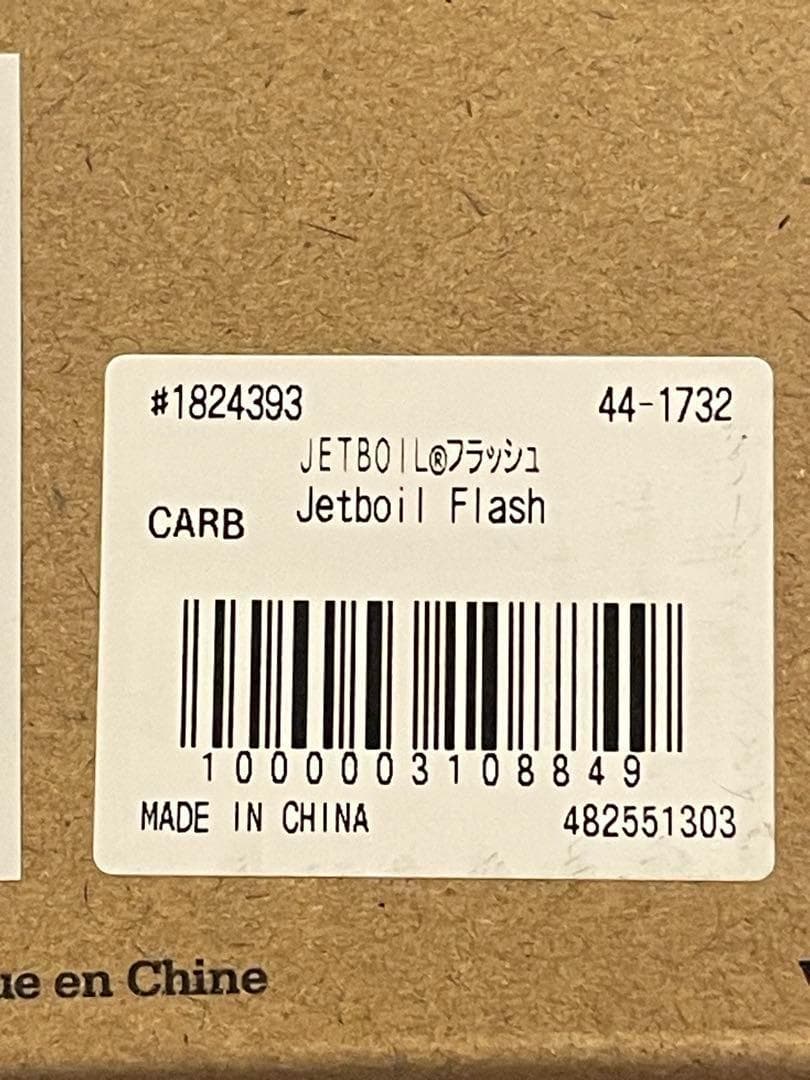 #1824393 44-1732
JETBOIL®フラッシュ
Jetboil Flash
CARB
1000003108849
MADE IN CHINA 482551303
en Chine